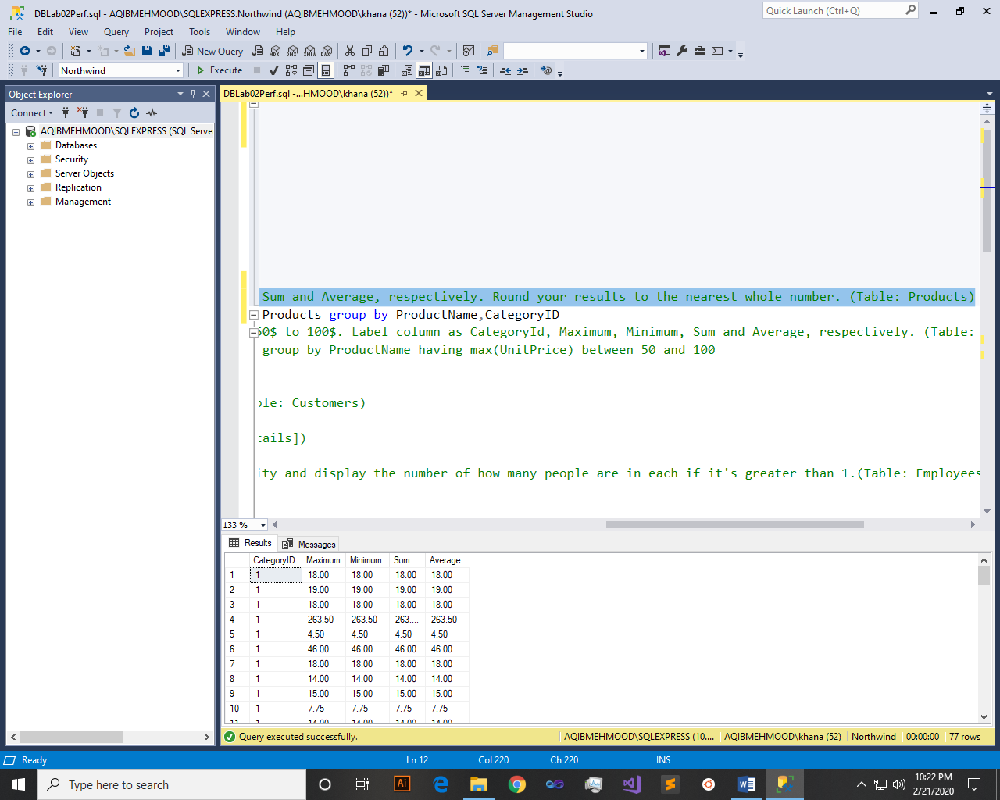 DBLab02Perf.sql - AQIBMEHMOOD\SQLEXPRESS.Northwind (AQIBMEHMOOD\khana (52))* - Microsoft SQL Server Management Studio
Quick Launch (Ctrl+Q)
File Edit View Query Project Tools Window Help
New Query MDX DMX XMLA DAX
Northwind Execute
Object Explorer
DBLab02Perf.sql -...HMOOD\khana (52))*
Connect
AQIBMEHMOOD\SQLEXPRESS (SQL Serve
Databases
Security
Server Objects
Replication
Management
Sum and Average, respectively. Round your results to the nearest whole number. (Table: Products)
Products group by ProductName,CategoryID
50$ to 100$. Label column as CategoryId, Maximum, Minimum, Sum and Average, respectively. (Table:
group by ProductName having max(UnitPrice) between 50 and 100
ble: Customers)
tails])
ity and display the number of how many people are in each if it's greater than 1.(Table: Employees
133 %
Results Messages
CategoryID Maximum Minimum Sum Average
1 1 18.00 18.00 18.00 18.00
2 1 19.00 19.00 19.00 19.00
3 1 18.00 18.00 18.00 18.00
4 1 263.50 263.50 263.... 263.50
5 1 4.50 4.50 4.50 4.50
6 1 46.00 46.00 46.00 46.00
7 1 18.00 18.00 18.00 18.00
8 1 14.00 14.00 14.00 14.00
9 1 15.00 15.00 15.00 15.00
10 1 7.75 7.75 7.75 7.75
11 1 14.00 14.00 14.00 14.00
Query executed successfully. AQIBMEHMOOD\SQLEXPRESS (10.... AQIBMEHMOOD\khana (52) Northwind 00:00:00 77 rows
Ready Ln 12 Col 220 Ch 220 INS
Type here to search
Ai
10:22 PM
2/21/2020